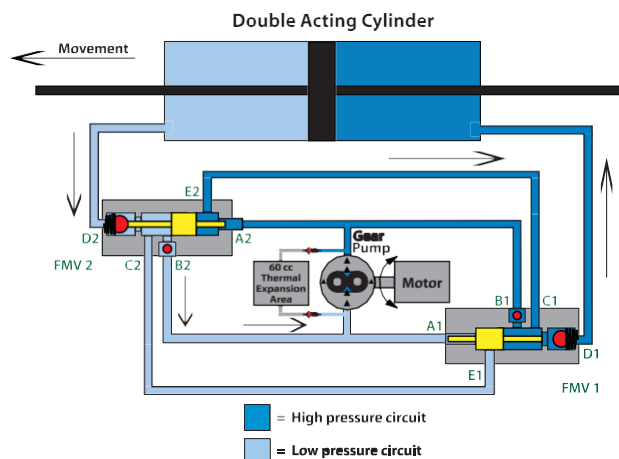 Double Acting Cylinder
Movement
E2
D2
A2
FMV 2
C2
B2
Gear
Pump
60 cc
Thermal
Expansion
Area
Motor
B1
C1
A1
D1
E1
FMV 1
= High pressure circuit
= Low pressure circuit